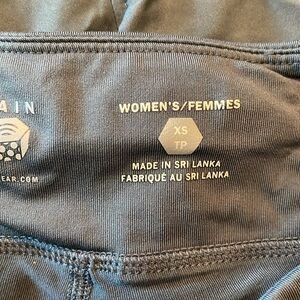 AIN
WOMEN'S/FEMMES
XS
TP
MADE IN SRI LANKA
FABRIQUÉ AU SRI LANKA
EAR.COM